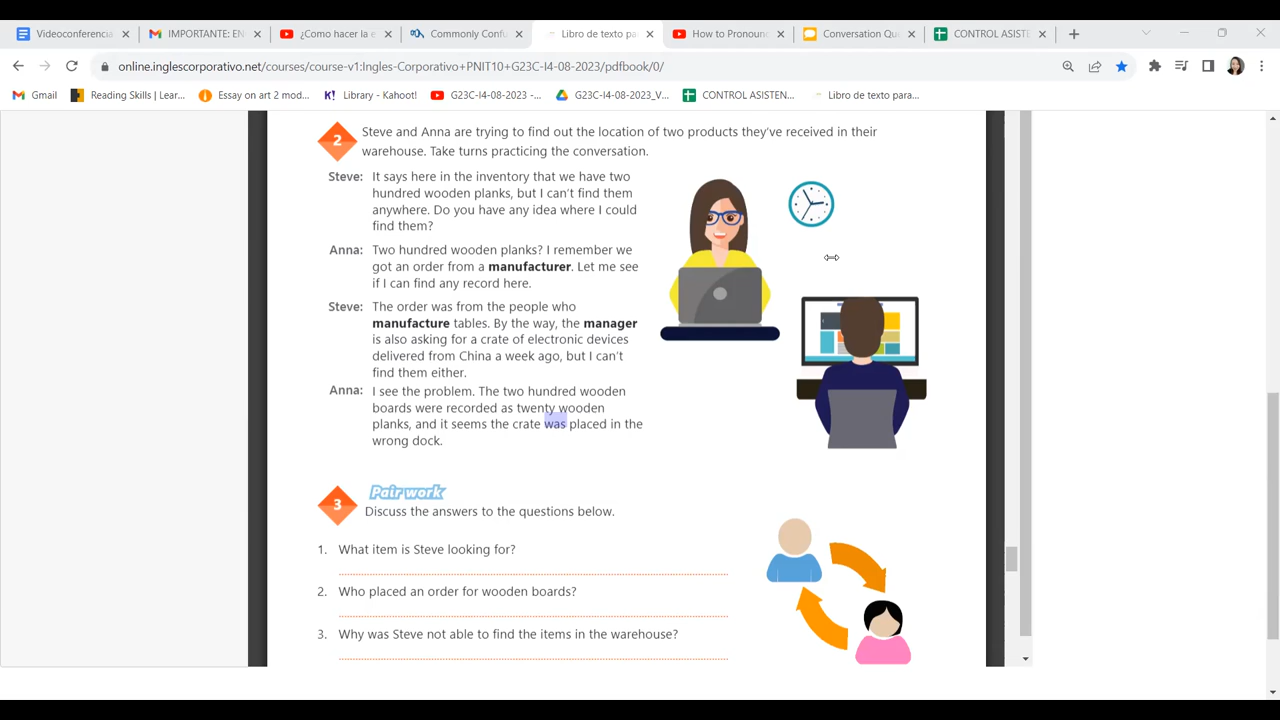 Videoconferencia
IMPORTANTE: EN
¿Como hacer la e
Commonly Confu
Libro de texto pa
How to Pronounc
Conversation Qu
CONTROL ASISTE
online.inglescorporativo.net/courses/course-v1:Ingles-Corporativo+PNIT10+G23C-I4-08-2023/pdfbook/0/
Gmail
Reading Skills | Lear...
Essay on art 2 mod...
Library - Kahoot!
G23C-I4-08-2023 -...
G23C-I4-08-2023_V...
CONTROL ASISTEN...
Libro de texto para...
2
Steve and Anna are trying to find out the location of two products they've received in their
warehouse. Take turns practicing the conversation.
Steve: It says here in the inventory that we have two
hundred wooden planks, but I can't find them
anywhere. Do you have any idea where I could
find them?
Anna: Two hundred wooden planks? I remember we
got an order from a manufacturer. Let me see
if I can find any record here.
Steve: The order was from the people who
manufacture tables. By the way, the manager
is also asking for a crate of electronic devices
delivered from China a week ago, but I can't
find them either.
Anna: I see the problem. The two hundred wooden
boards were recorded as twenty wooden
planks, and it seems the crate was placed in the
wrong dock.
3
Pair work
Discuss the answers to the questions below.
1. What item is Steve looking for?
2. Who placed an order for wooden boards?
3. Why was Steve not able to find the items in the warehouse?